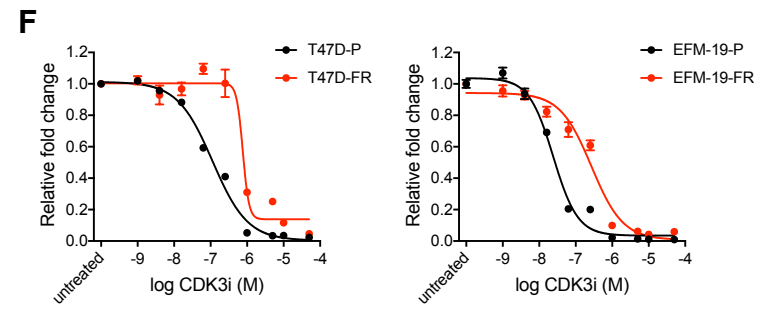 F
T47D-P
T47D-FR
Relative fold change
1.2
1.0
0.8
0.6
0.4
0.2
0.0
untreated
-9
-8
-7
-6
-5
-4
log CDK3i (M)
EFM-19-P
EFM-19-FR
Relative fold change
1.2
1.0
0.8
0.6
0.4
0.2
0.0
untreated
-9
-8
-7
-6
-5
-4
log CDK3i (M)